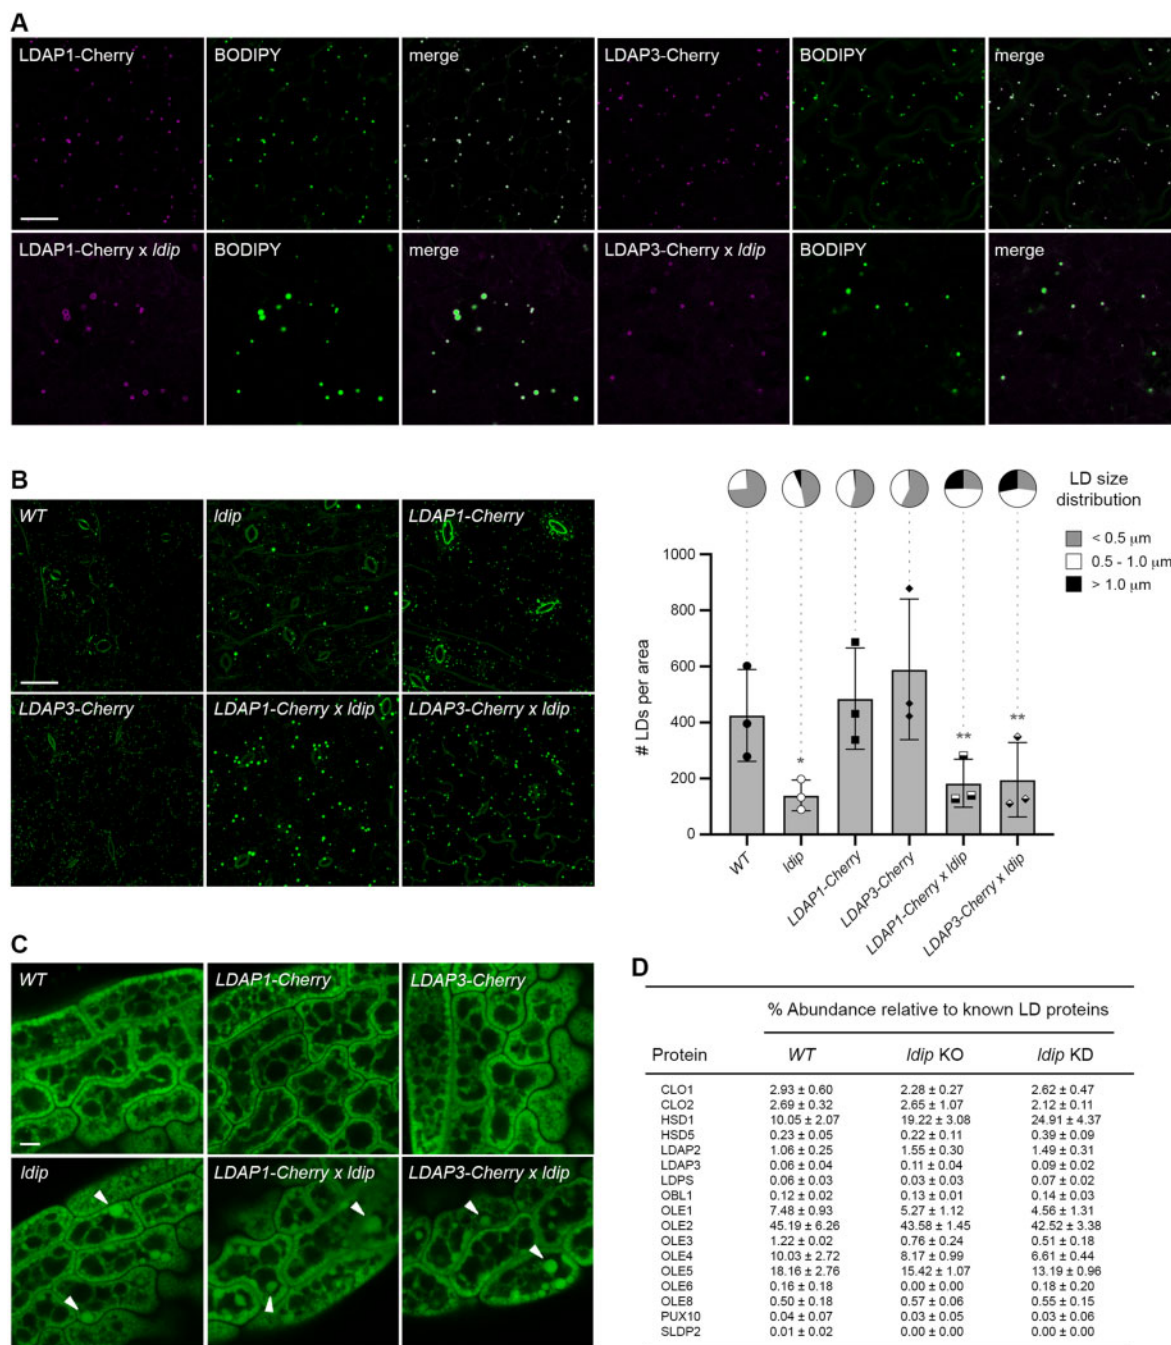 A
LDAP1-Cherry BODIPY merge LDAP3-Cherry BODIPY merge
LDAP1-Cherry x ldip BODIPY merge LDAP3-Cherry x ldip BODIPY merge
B
WT ldip LDAP1-Cherry
LDAP3-Cherry LDAP1-Cherry x ldip LDAP3-Cherry x ldip
LD size
distribution
< 0.5 μm
0.5 - 1.0 μm
> 1.0 μm
# LDs per area
1000
800
600
400
200
0
* ** **
WT ldip LDAP1-Cherry LDAP3-Cherry LDAP1-Cherry x ldip LDAP3-Cherry x ldip
C
WT LDAP1-Cherry LDAP3-Cherry
ldip LDAP1-Cherry x ldip LDAP3-Cherry x ldip
D
% Abundance relative to known LD proteins
Protein WT ldip KO ldip KD
CLO1 2.93 ± 0.60 2.28 ± 0.27 2.62 ± 0.47
CLO2 2.69 ± 0.32 2.65 ± 1.07 2.12 ± 0.11
HSD1 10.05 ± 2.07 19.22 ± 3.08 24.91 ± 4.37
HSD5 0.23 ± 0.05 0.22 ± 0.11 0.39 ± 0.09
LDAP2 1.06 ± 0.25 1.55 ± 0.30 1.49 ± 0.31
LDAP3 0.06 ± 0.04 0.11 ± 0.04 0.09 ± 0.02
LDPS 0.06 ± 0.03 0.03 ± 0.03 0.07 ± 0.02
OBL1 0.12 ± 0.02 0.13 ± 0.01 0.14 ± 0.03
OLE1 7.48 ± 0.93 5.27 ± 1.12 4.56 ± 1.31
OLE2 45.19 ± 6.26 43.58 ± 1.45 42.52 ± 3.38
OLE3 1.22 ± 0.02 0.76 ± 0.24 0.51 ± 0.18
OLE4 10.03 ± 2.72 8.17 ± 0.99 6.61 ± 0.44
OLE5 18.16 ± 2.76 15.42 ± 1.07 13.19 ± 0.96
OLE6 0.16 ± 0.18 0.00 ± 0.00 0.18 ± 0.20
OLE8 0.50 ± 0.18 0.57 ± 0.06 0.55 ± 0.15
PUX10 0.04 ± 0.07 0.03 ± 0.05 0.03 ± 0.06
SLDP2 0.01 ± 0.02 0.00 ± 0.00 0.00 ± 0.00